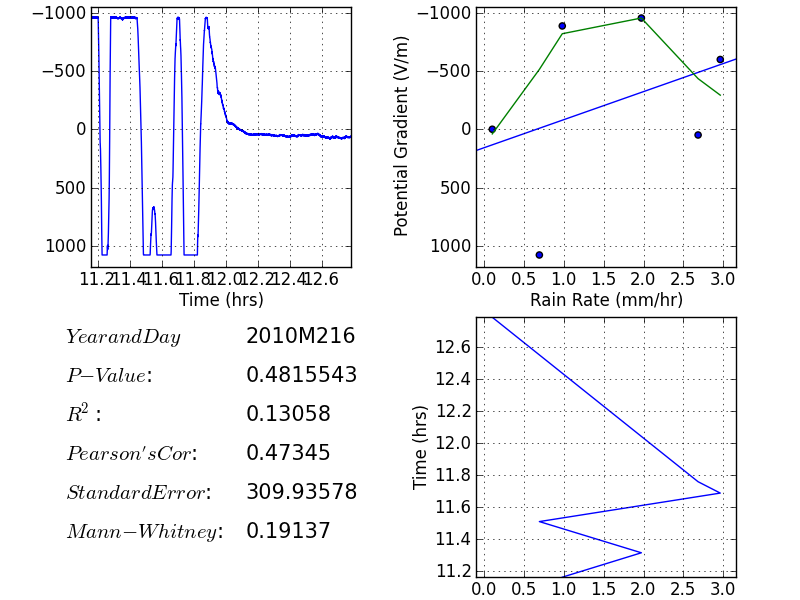 −1000
−500
0
500
1000
11.2 11.4 11.6 11.8 12.0 12.2 12.4 12.6
Time (hrs)
Potential Gradient (V/m)
−1000
−500
0
500
1000
0.0 0.5 1.0 1.5 2.0 2.5 3.0
Rain Rate (mm/hr)
YearandDay 2010M216
P−Value: 0.4815543
R² : 0.13058
Pearson'sCor: 0.47345
StandardError: 309.93578
Mann−Whitney: 0.19137
Time (hrs)
12.6
12.4
12.2
12.0
11.8
11.6
11.4
11.2
0.0 0.5 1.0 1.5 2.0 2.5 3.0